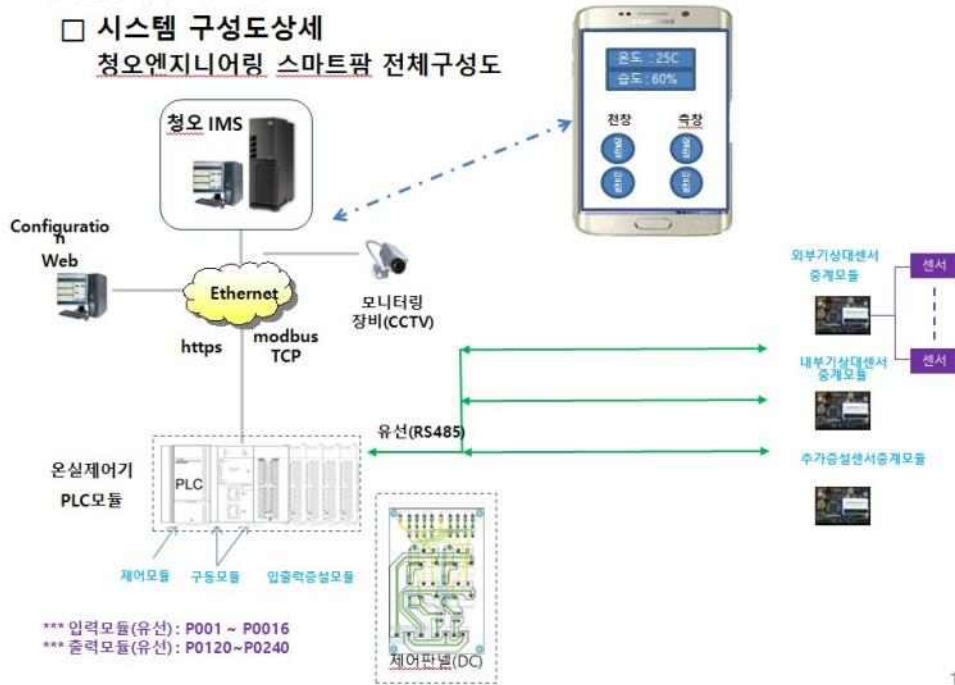 □ 시스템 구성도상세
청오엔지니어링 스마트팜 전체구성도
청오 IMS
온도 : 25C
습도 : 60%
천창
측창
Configuratio
n
Web
Ethernet
모니터링
장비(CCTV)
https
modbus
TCP
외부기상대센서
중계모듈
센서
센서
내부기상대센서
중계모듈
유선(RS485)
추가증설센서중계모듈
온실제어기
PLC모듈
PLC
제어모듈
구동모듈
입출력증설모듈
*** 입력모듈(유선) : P001 ~ P0016
*** 출력모듈(유선) : P0120~P0240
제어판넬(DC)